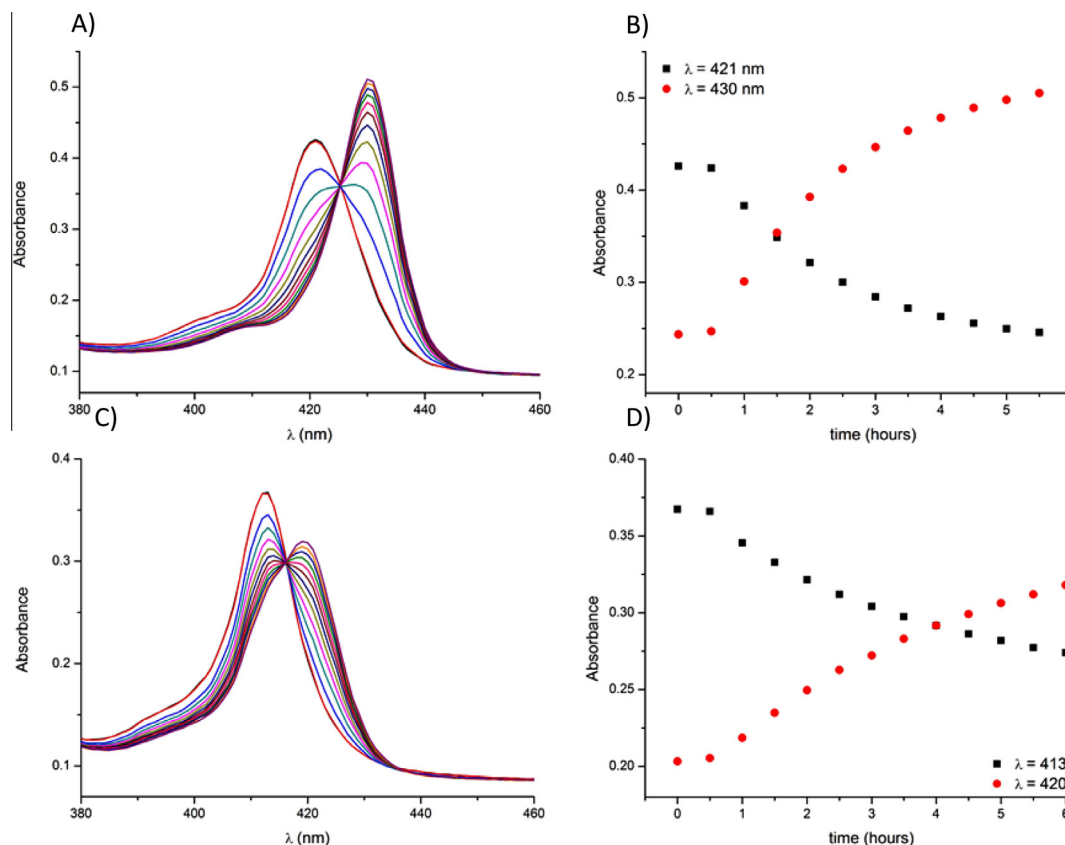 A)
Absorbance
0.5
0.4
0.3
0.2
0.1
380 400 420 440 460
λ (nm)
B)
λ = 421 nm
λ = 430 nm
Absorbance
0.5
0.4
0.3
0.2
0 1 2 3 4 5
time (hours)
C)
Absorbance
0.4
0.3
0.2
0.1
380 400 420 440 460
λ (nm)
D)
Absorbance
0.40
0.35
0.30
0.25
0.20
λ = 413
λ = 420
0 1 2 3 4 5 6
time (hours)